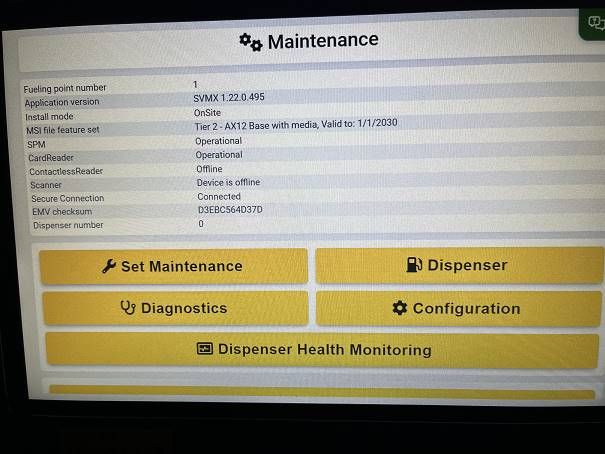 Maintenance
Fueling point number 1
Application version SVMX 1.22.0.495
Install mode OnSite
MSI file feature set Tier 2 - AX12 Base with media, Valid to: 1/1/2030
SPM Operational
CardReader Operational
ContactlessReader Offline
Scanner Device is offline
Secure Connection Connected
EMV checksum D3EBC564D37D
Dispenser number 0
Set Maintenance
Dispenser
Diagnostics
Configuration
Dispenser Health Monitoring